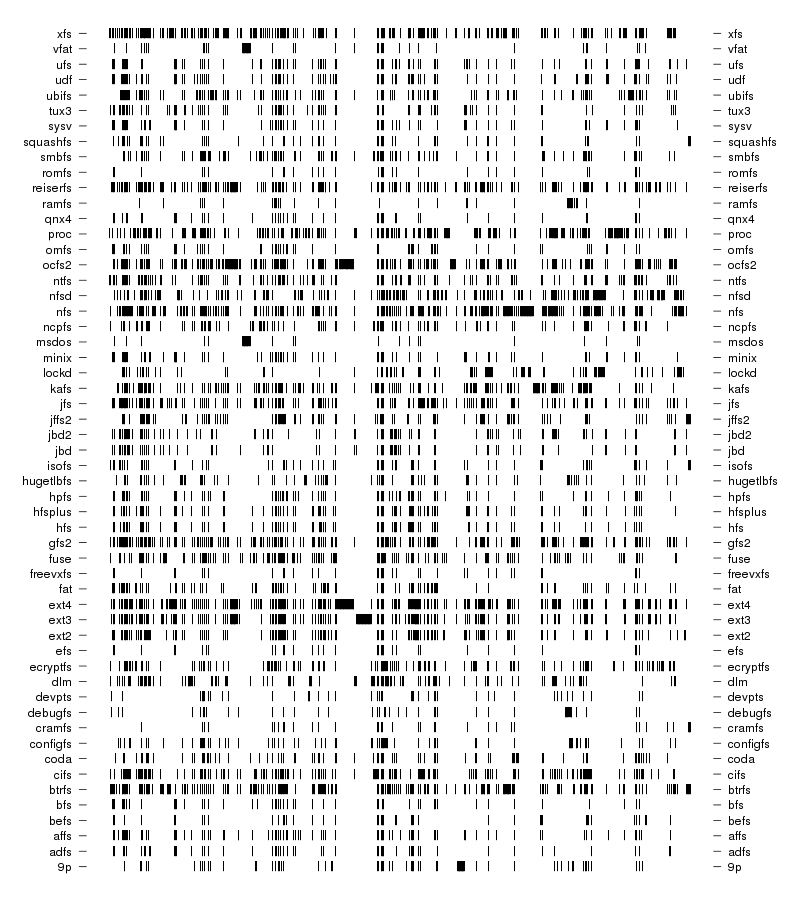 xfs xfs
vfat vfat
ufs ufs
udf udf
ubifs ubifs
tux3 tux3
sysv sysv
squashfs squashfs
smbfs smbfs
romfs romfs
reiserfs reiserfs
ramfs ramfs
qnx4 qnx4
proc proc
omfs omfs
ocfs2 ocfs2
ntfs ntfs
nfsd nfsd
nfs nfs
ncpfs ncpfs
msdos msdos
minix minix
lockd lockd
kafs kafs
jfs jfs
jffs2 jffs2
jbd2 jbd2
jbd jbd
isofs isofs
hugetlbfs hugetlbfs
hpfs hpfs
hfsplus hfsplus
hfs hfs
gfs2 gfs2
fuse fuse
freevxfs freevxfs
fat fat
ext4 ext4
ext3 ext3
ext2 ext2
efs efs
ecryptfs ecryptfs
dlm dlm
devpts devpts
debugfs debugfs
cramfs cramfs
configfs configfs
coda coda
cifs cifs
btrfs btrfs
bfs bfs
befs befs
affs affs
adfs adfs
9p 9p